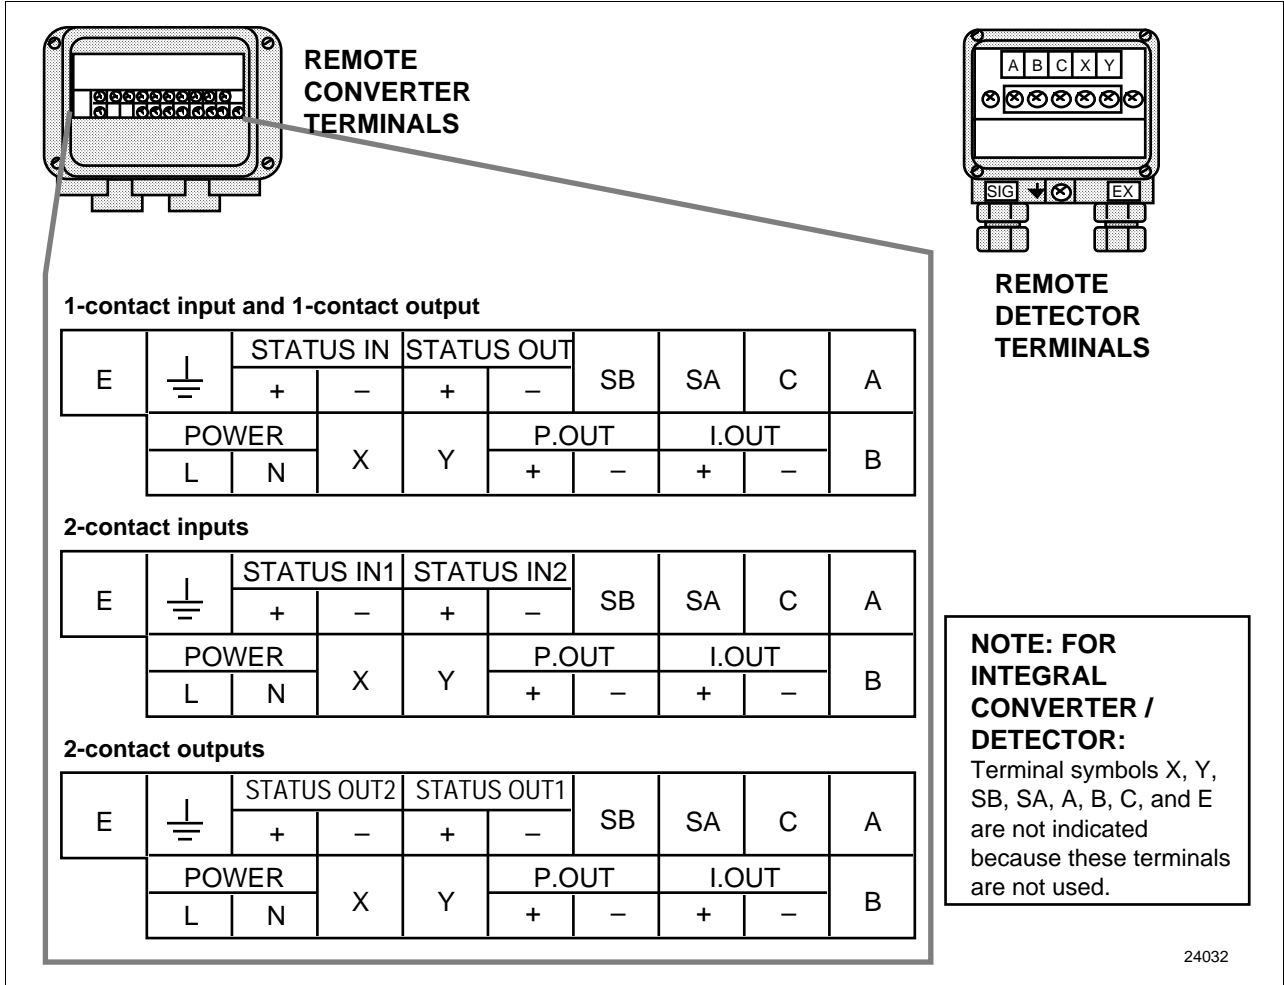 REMOTE
CONVERTER
TERMINALS
A B C X Y
SIG EX
REMOTE
DETECTOR
TERMINALS
1-contact input and 1-contact output
E STATUS IN STATUS OUT SB SA C A
+ – + –
POWER X Y P.OUT I.OUT B
L N + – + –
2-contact inputs
E STATUS IN1 STATUS IN2 SB SA C A
+ – + –
POWER X Y P.OUT I.OUT B
L N + – + –
2-contact outputs
E STATUS OUT2 STATUS OUT1 SB SA C A
+ – + –
POWER X Y P.OUT I.OUT B
L N + – + –
NOTE: FOR
INTEGRAL
CONVERTER /
DETECTOR:
Terminal symbols X, Y,
SB, SA, A, B, C, and E
are not indicated
because these terminals
are not used.
24032